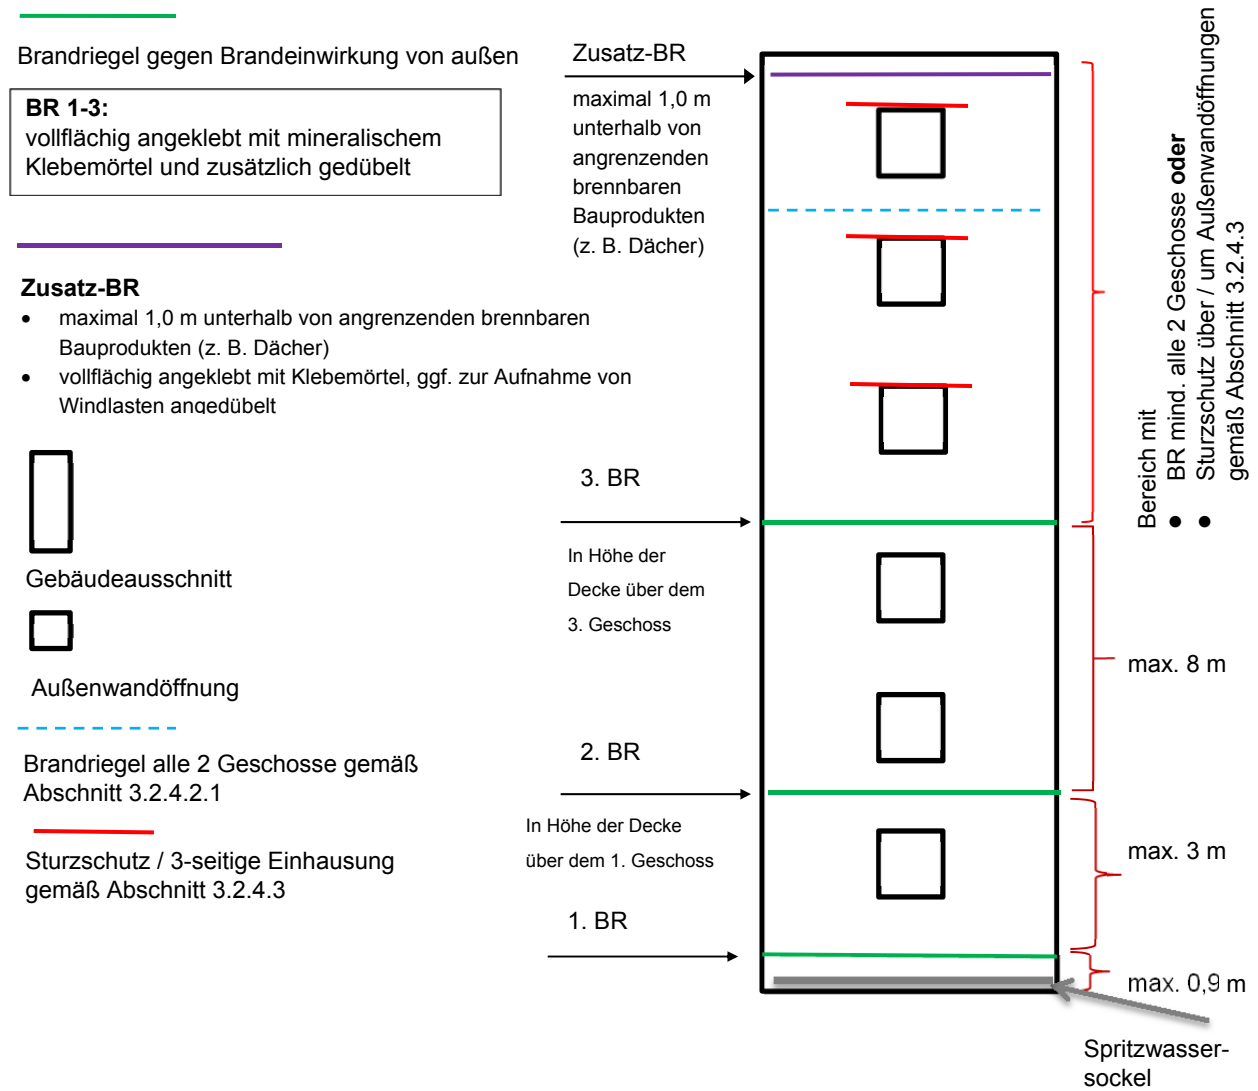 Brandriegel gegen Brandeinwirkung von außen
BR 1-3:
vollflächig angeklebt mit mineralischem
Klebemörtel und zusätzlich gedübelt
Zusatz-BR
• maximal 1,0 m unterhalb von angrenzenden brennbaren
Bauprodukten (z. B. Dächer)
• vollflächig angeklebt mit Klebemörtel, ggf. zur Aufnahme von
Windlasten angedübelt
Gebäudeausschnitt
Außenwandöffnung
Brandriegel alle 2 Geschosse gemäß
Abschnitt 3.2.4.2.1
Sturzschutz / 3-seitige Einhausung
gemäß Abschnitt 3.2.4.3
Zusatz-BR
maximal 1,0 m
unterhalb von
angrenzenden
brennbaren
Bauprodukten
(z. B. Dächer)
3. BR
In Höhe der
Decke über dem
3. Geschoss
2. BR
In Höhe der Decke
über dem 1. Geschoss
1. BR
Bereich mit
• BR mind. alle 2 Geschosse oder
• Sturzschutz über / um Außenwandöffnungen
gemäß Abschnitt 3.2.4.3
max. 8 m
max. 3 m
max. 0,9 m
Spritzwasser-
sockel